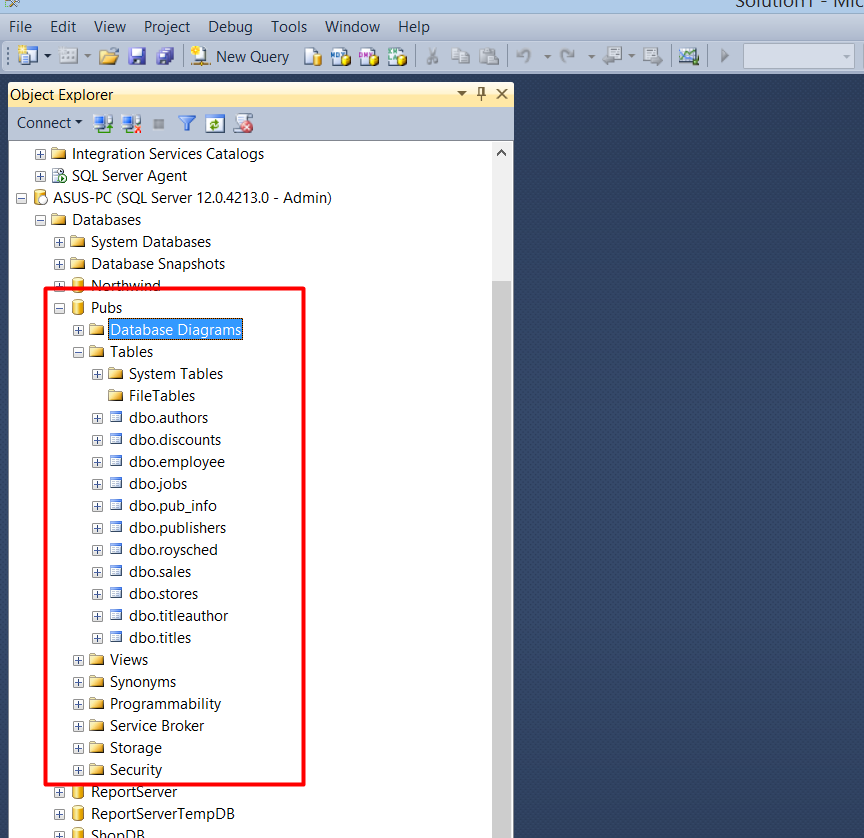 Solution1 - Mic
File Edit View Project Debug Tools Window Help
New Query
Object Explorer
Connect
Integration Services Catalogs
SQL Server Agent
ASUS-PC (SQL Server 12.0.4213.0 - Admin)
Databases
System Databases
Database Snapshots
Northwind
Pubs
Database Diagrams
Tables
System Tables
FileTables
dbo.authors
dbo.discounts
dbo.employee
dbo.jobs
dbo.pub_info
dbo.publishers
dbo.roysched
dbo.sales
dbo.stores
dbo.titleauthor
dbo.titles
Views
Synonyms
Programmability
Service Broker
Storage
Security
ReportServer
ReportServerTempDB
ShopDB